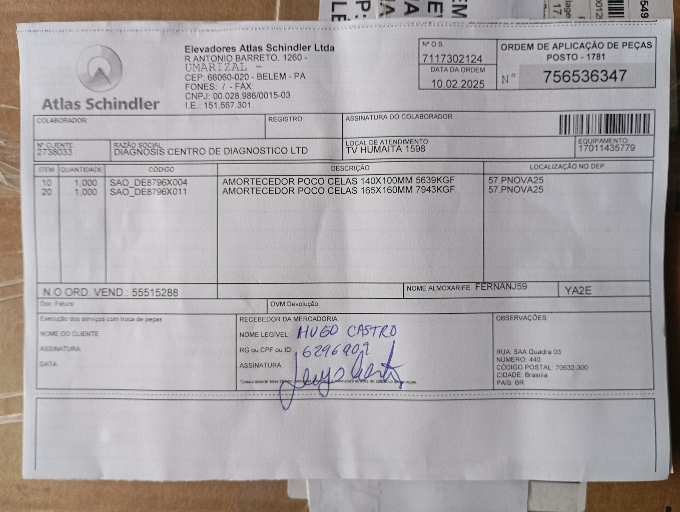 Atlas Schindler
Elevadores Atlas Schindler Ltda
R ANTONIO BARRETO, 1260 -
UMARIZAL -
CEP: 66060-020 - BELEM - PA
FONES: / - FAX:
CNPJ: 00.028.986/0015-03
I.E.: 151.567.301.
Nº O.S.
7117302124
DATA DA ORDEM
10.02.2025
ORDEM DE APLICAÇÃO DE PEÇAS
POSTO - 1781
N° 756536347
COLABORADOR
REGISTRO
ASSINATURA DO COLABORADOR
Nº CLIENTE
2738033
RAZÃO SOCIAL
DIAGNOSIS CENTRO DE DIAGNOSTICO LTD
LOCAL DE ATENDIMENTO
TV HUMAITA 1598
EQUIPAMENTO
17011435779
ITEM QUANTIDADE CÓDIGO DESCRIÇÃO LOCALIZAÇÃO NO DEP.
10 1,000 SAO_DE8796X004 AMORTECEDOR POCO CELAS 140X100MM 5639KGF 57.PNOVA25
20 1,000 SAO_DE8796X011 AMORTECEDOR POCO CELAS 165X160MM 7943KGF 57.PNOVA25
N.O ORD. VEND.: 55515288
NOME ALMOXARIFE: FERNANJ59
YA2E
Doc. Fatura
OVM Devolução
Execução dos serviços com troca de peças
NOME DO CLIENTE
ASSINATURA
DATA
RECEBEDOR DA MERCADORIA
NOME LEGÍVEL: HUGO CASTRO
RG ou CPF ou ID:
ASSINATURA
OBSERVAÇÕES
RUA: SAA Quadra 03
NÚMERO: 440
CÓDIGO POSTAL: 70632-300
CIDADE: Brasilia
PAÍS: BR